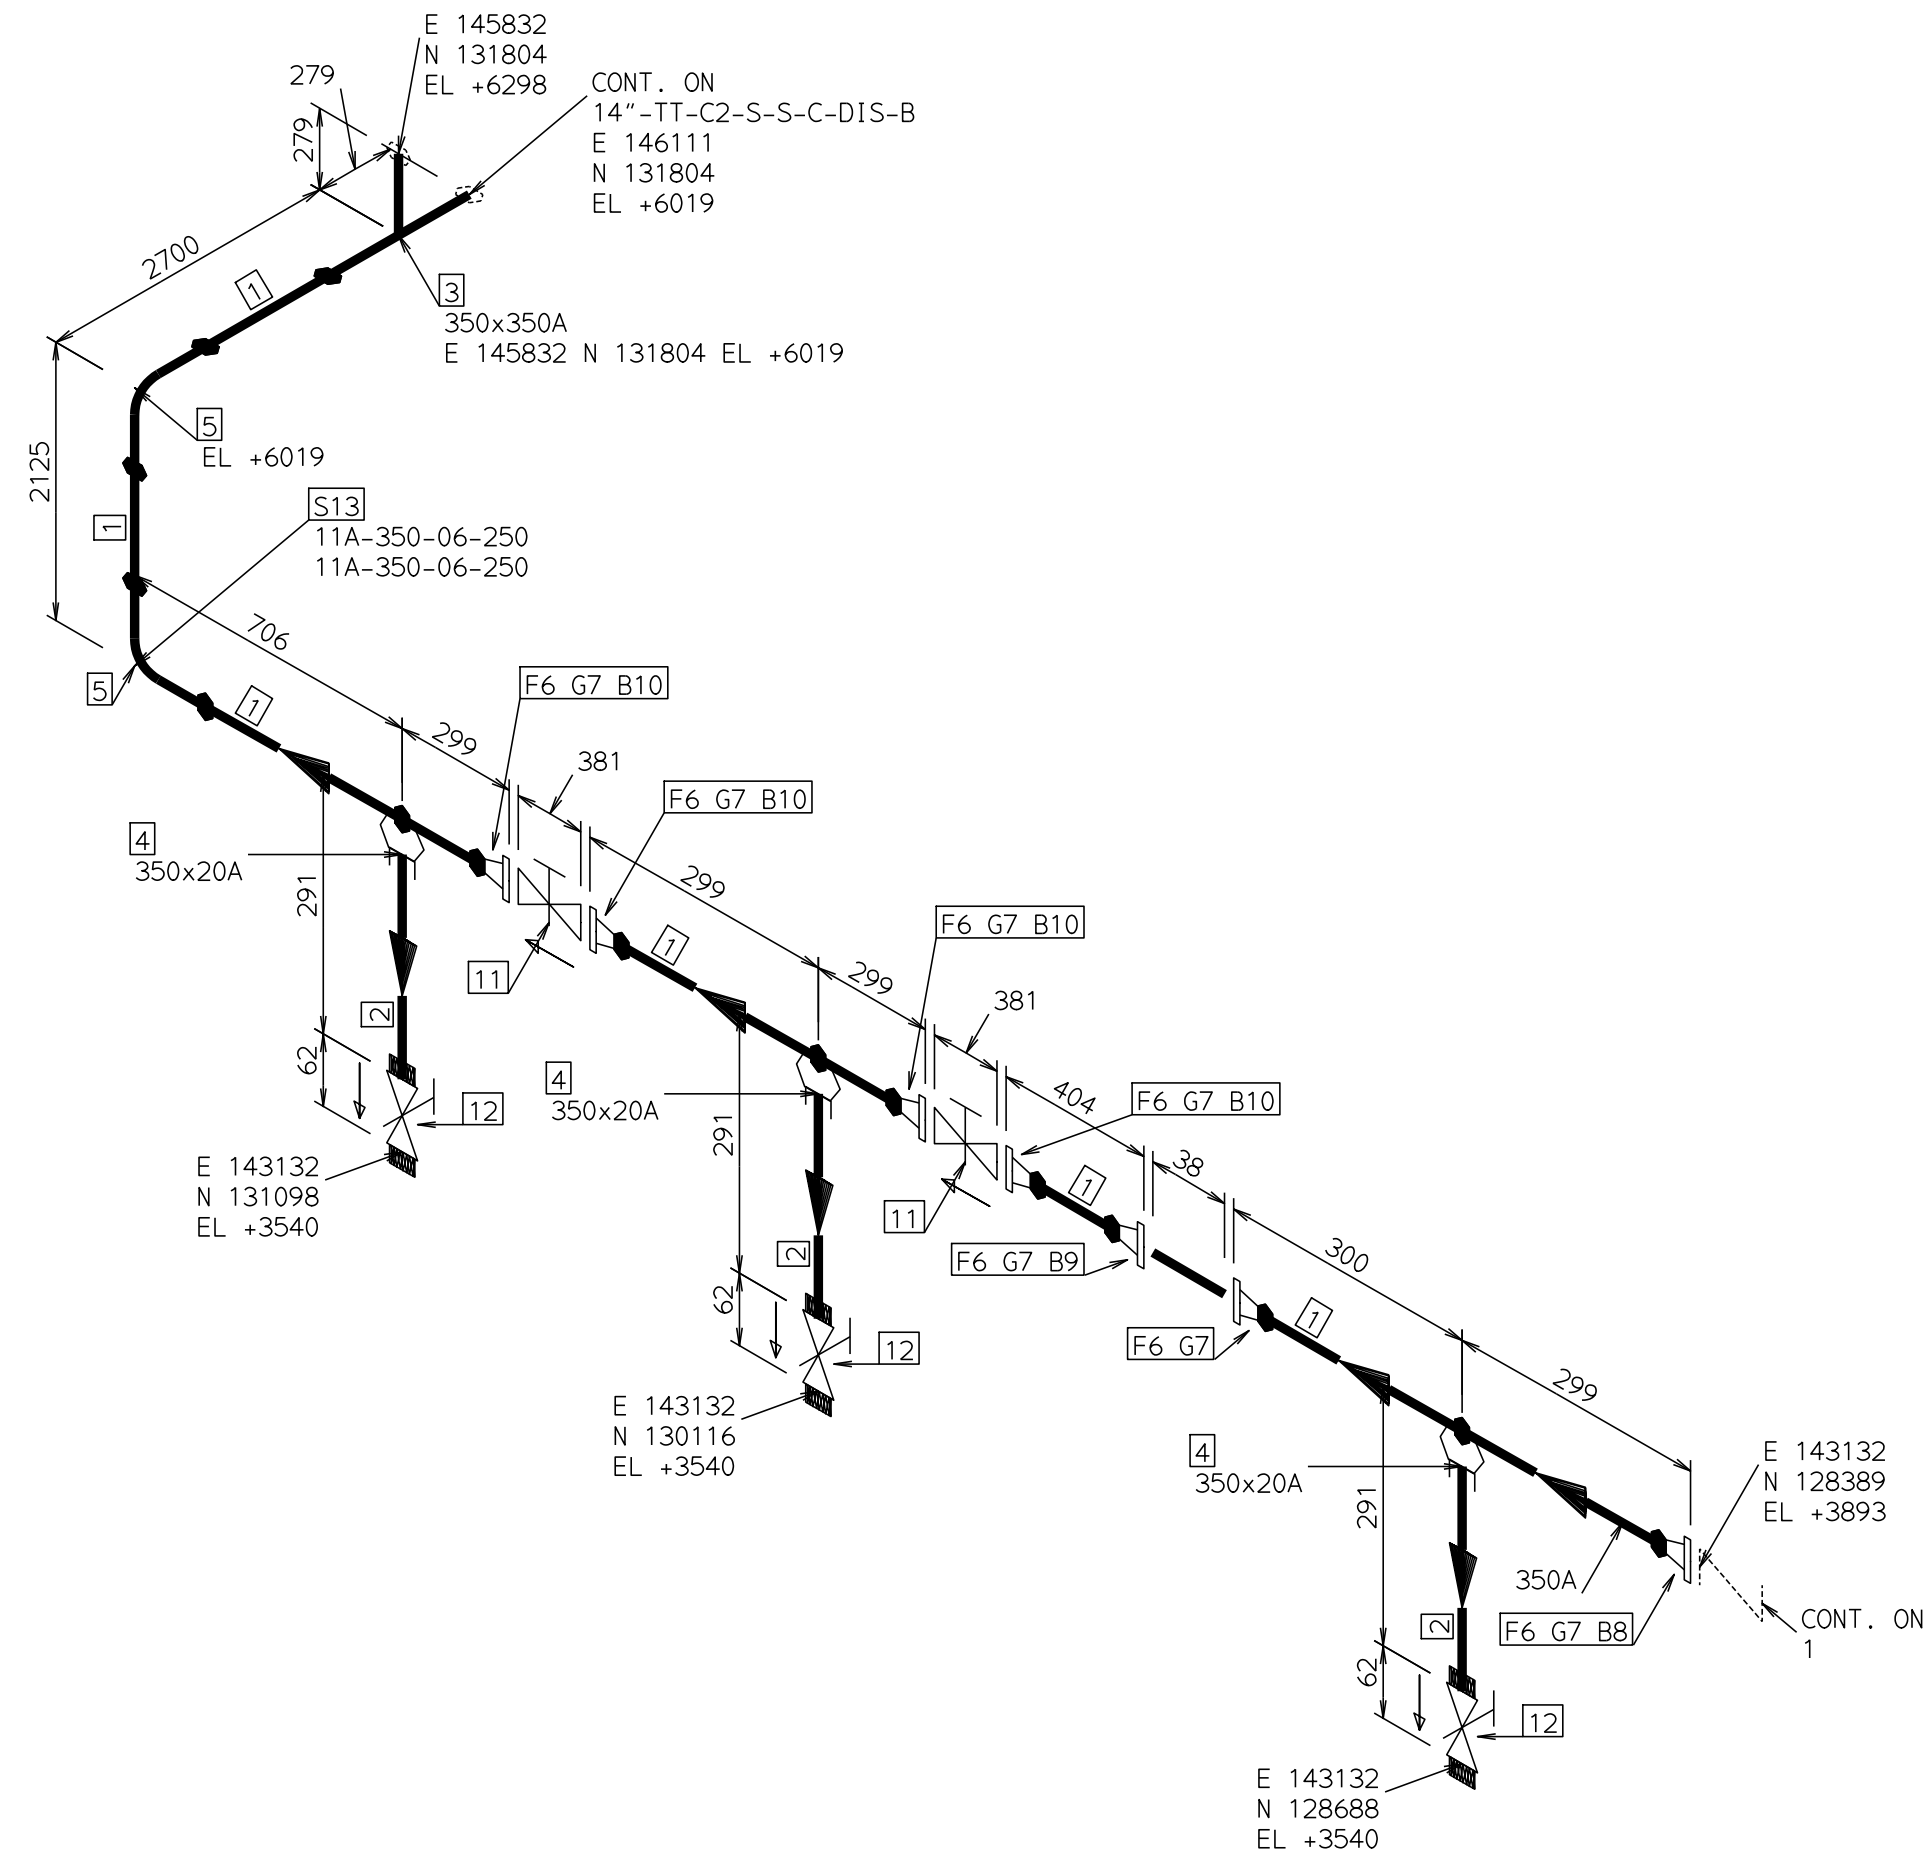 E 145832
N 131804
EL +6298
279
CONT. ON
14"-TT-C2-S-S-C-DIS-B
E 146111
N 131804
EL +6019
279
2700
1
3
350x350A
E 145832 N 131804 EL +6019
5
EL +6019
2125
S13
11A-350-06-250
11A-350-06-250
1
706
5
1
F6 G7 B10
299
381
F6 G7 B10
4
350x20A
291
299
F6 G7 B10
1
11
299
381
2
62
12
4
350x20A
404
F6 G7 B10
291
E 143132
N 131098
EL +3540
38
1
11
300
F6 G7 B9
2
62
12
1
F6 G7
299
E 143132
N 130116
EL +3540
4
350x20A
E 143132
N 128389
EL +3893
291
350A
CONT. ON
1
F6 G7 B8
2
62
12
E 143132
N 128688
EL +3540